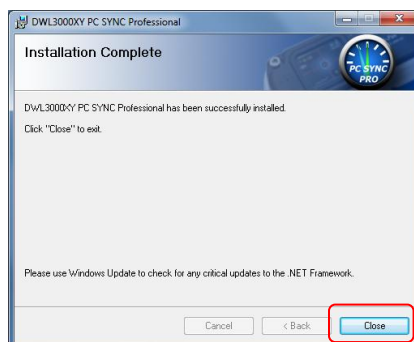 DWL3000XY PC SYNC Professional
Installation Complete
PC SYNC
PRO
DWL3000XY PC SYNC Professional has been successfully installed.
Click "Close" to exit.
Please use Windows Update to check for any critical updates to the .NET Framework.
Cancel
< Back
Close